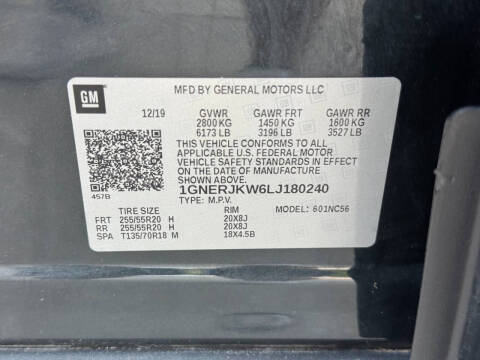 GM
MFD BY GENERAL MOTORS LLC
12/19 GVWR GAWR FRT GAWR RR
2800 KG 1450 KG 1600 KG
6173 LB 3196 LB 3527 LB
THIS VEHICLE CONFORMS TO ALL
APPLICABLE U.S. FEDERAL MOTOR
VEHICLE SAFETY STANDARDS IN EFFECT
ON THE DATE OF MANUFACTURE
SHOWN ABOVE.
457B
1GNERJKW6LJ180240
TYPE: M.P.V. MODEL: 601NC56
TIRE SIZE RIM
FRT 255/55R20 H 20X8J
RR 255/55R20 H 20X8J
SPA T135/70R18 M 18X4.5B